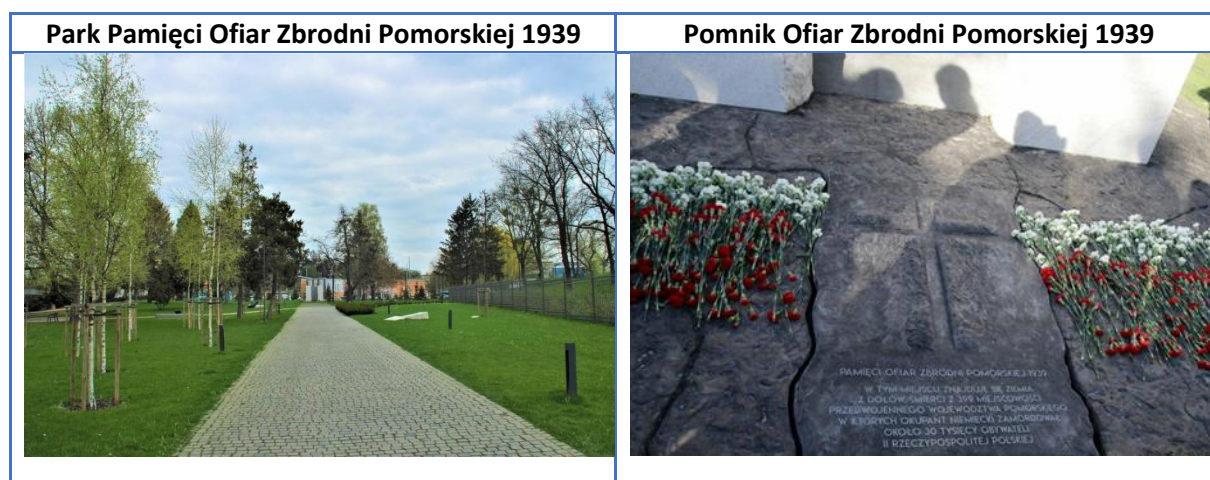 Park Pamięci Ofiar Zbrodni Pomorskiej 1939
Pomnik Ofiar Zbrodni Pomorskiej 1939
PAMIĘCI OFIAR ZBRODNI POMORSKIEJ 1939
W TYM MIEJSCU ZNAJDUJE SIĘ ZIEMIA
Z DOŁÓW ŚMIERCI Z 399 MIEJSCOWOŚCI
PRZEDWOJENNEGO WOJEWÓDZTWA POMORSKIEGO,
W KTÓRYCH OKUPANT NIEMIECKI ZAMORDOWAŁ
OKOŁO 30 TYSIĘCY OBYWATELI
II RZECZYPOSPOLITEJ POLSKIEJ